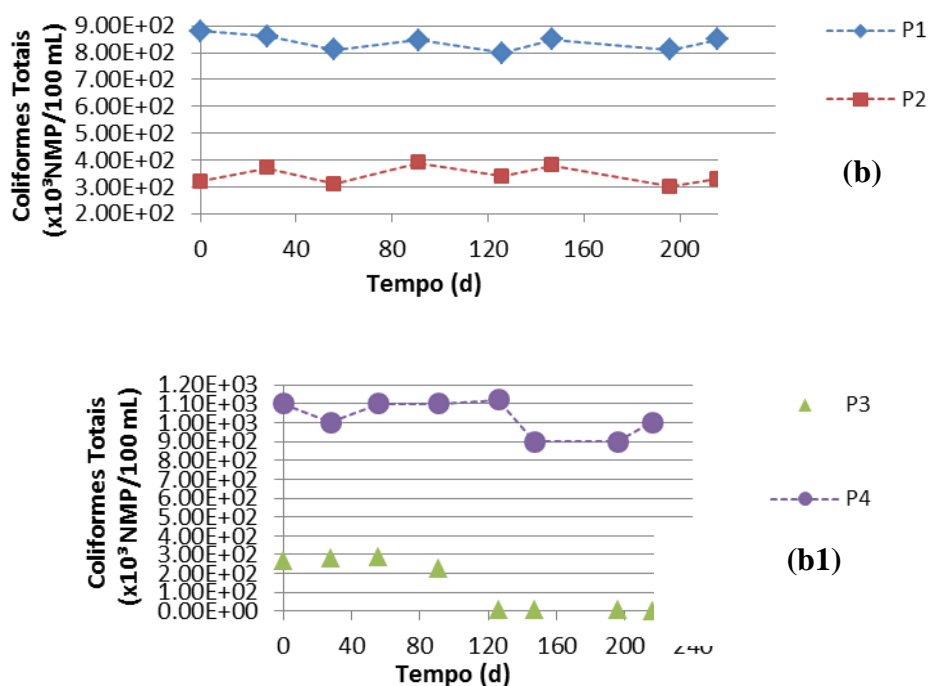 Coliformes Totais
(x10³NMP/100 mL)
9.00E+02
8.00E+02
7.00E+02
6.00E+02
5.00E+02
4.00E+02
3.00E+02
2.00E+02
0 40 80 120 160 200
Tempo (d)
P1
P2
(b)
Coliformes Totais
(x10³ NMP/100 mL)
1.20E+03
1.10E+03
1.00E+03
9.00E+02
8.00E+02
7.00E+02
6.00E+02
5.00E+02
4.00E+02
3.00E+02
2.00E+02
1.00E+02
0.00E+00
0 40 80 120 160 200 240
Tempo (d)
P3
P4
(b1)